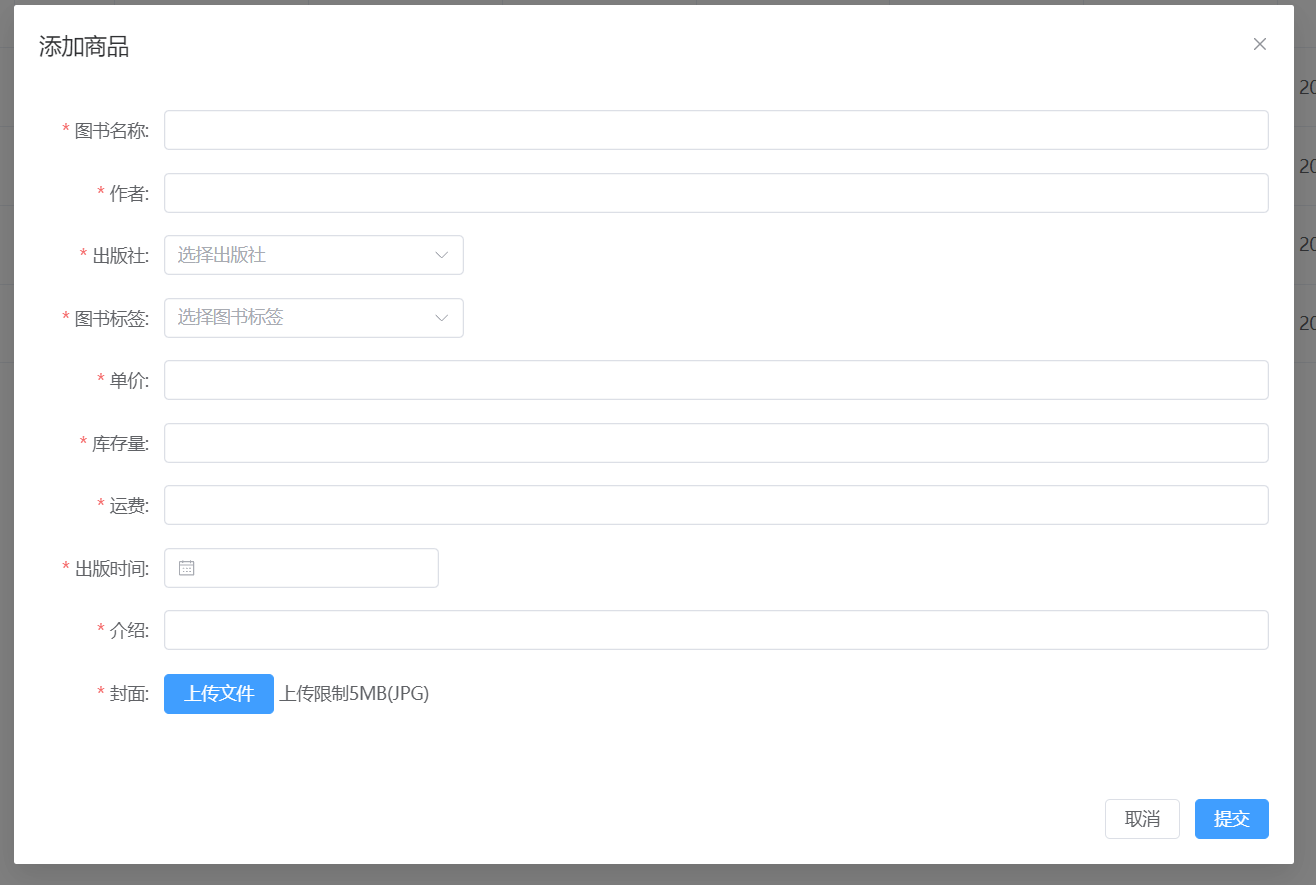 添加商品
20
* 图书名称:
20
* 作者:
20
* 出版社: 选择出版社
* 图书标签: 选择图书标签
20
* 单价:
* 库存量:
* 运费:
* 出版时间:
* 介绍:
* 封面: 上传文件 上传限制5MB(JPG)
取消 提交